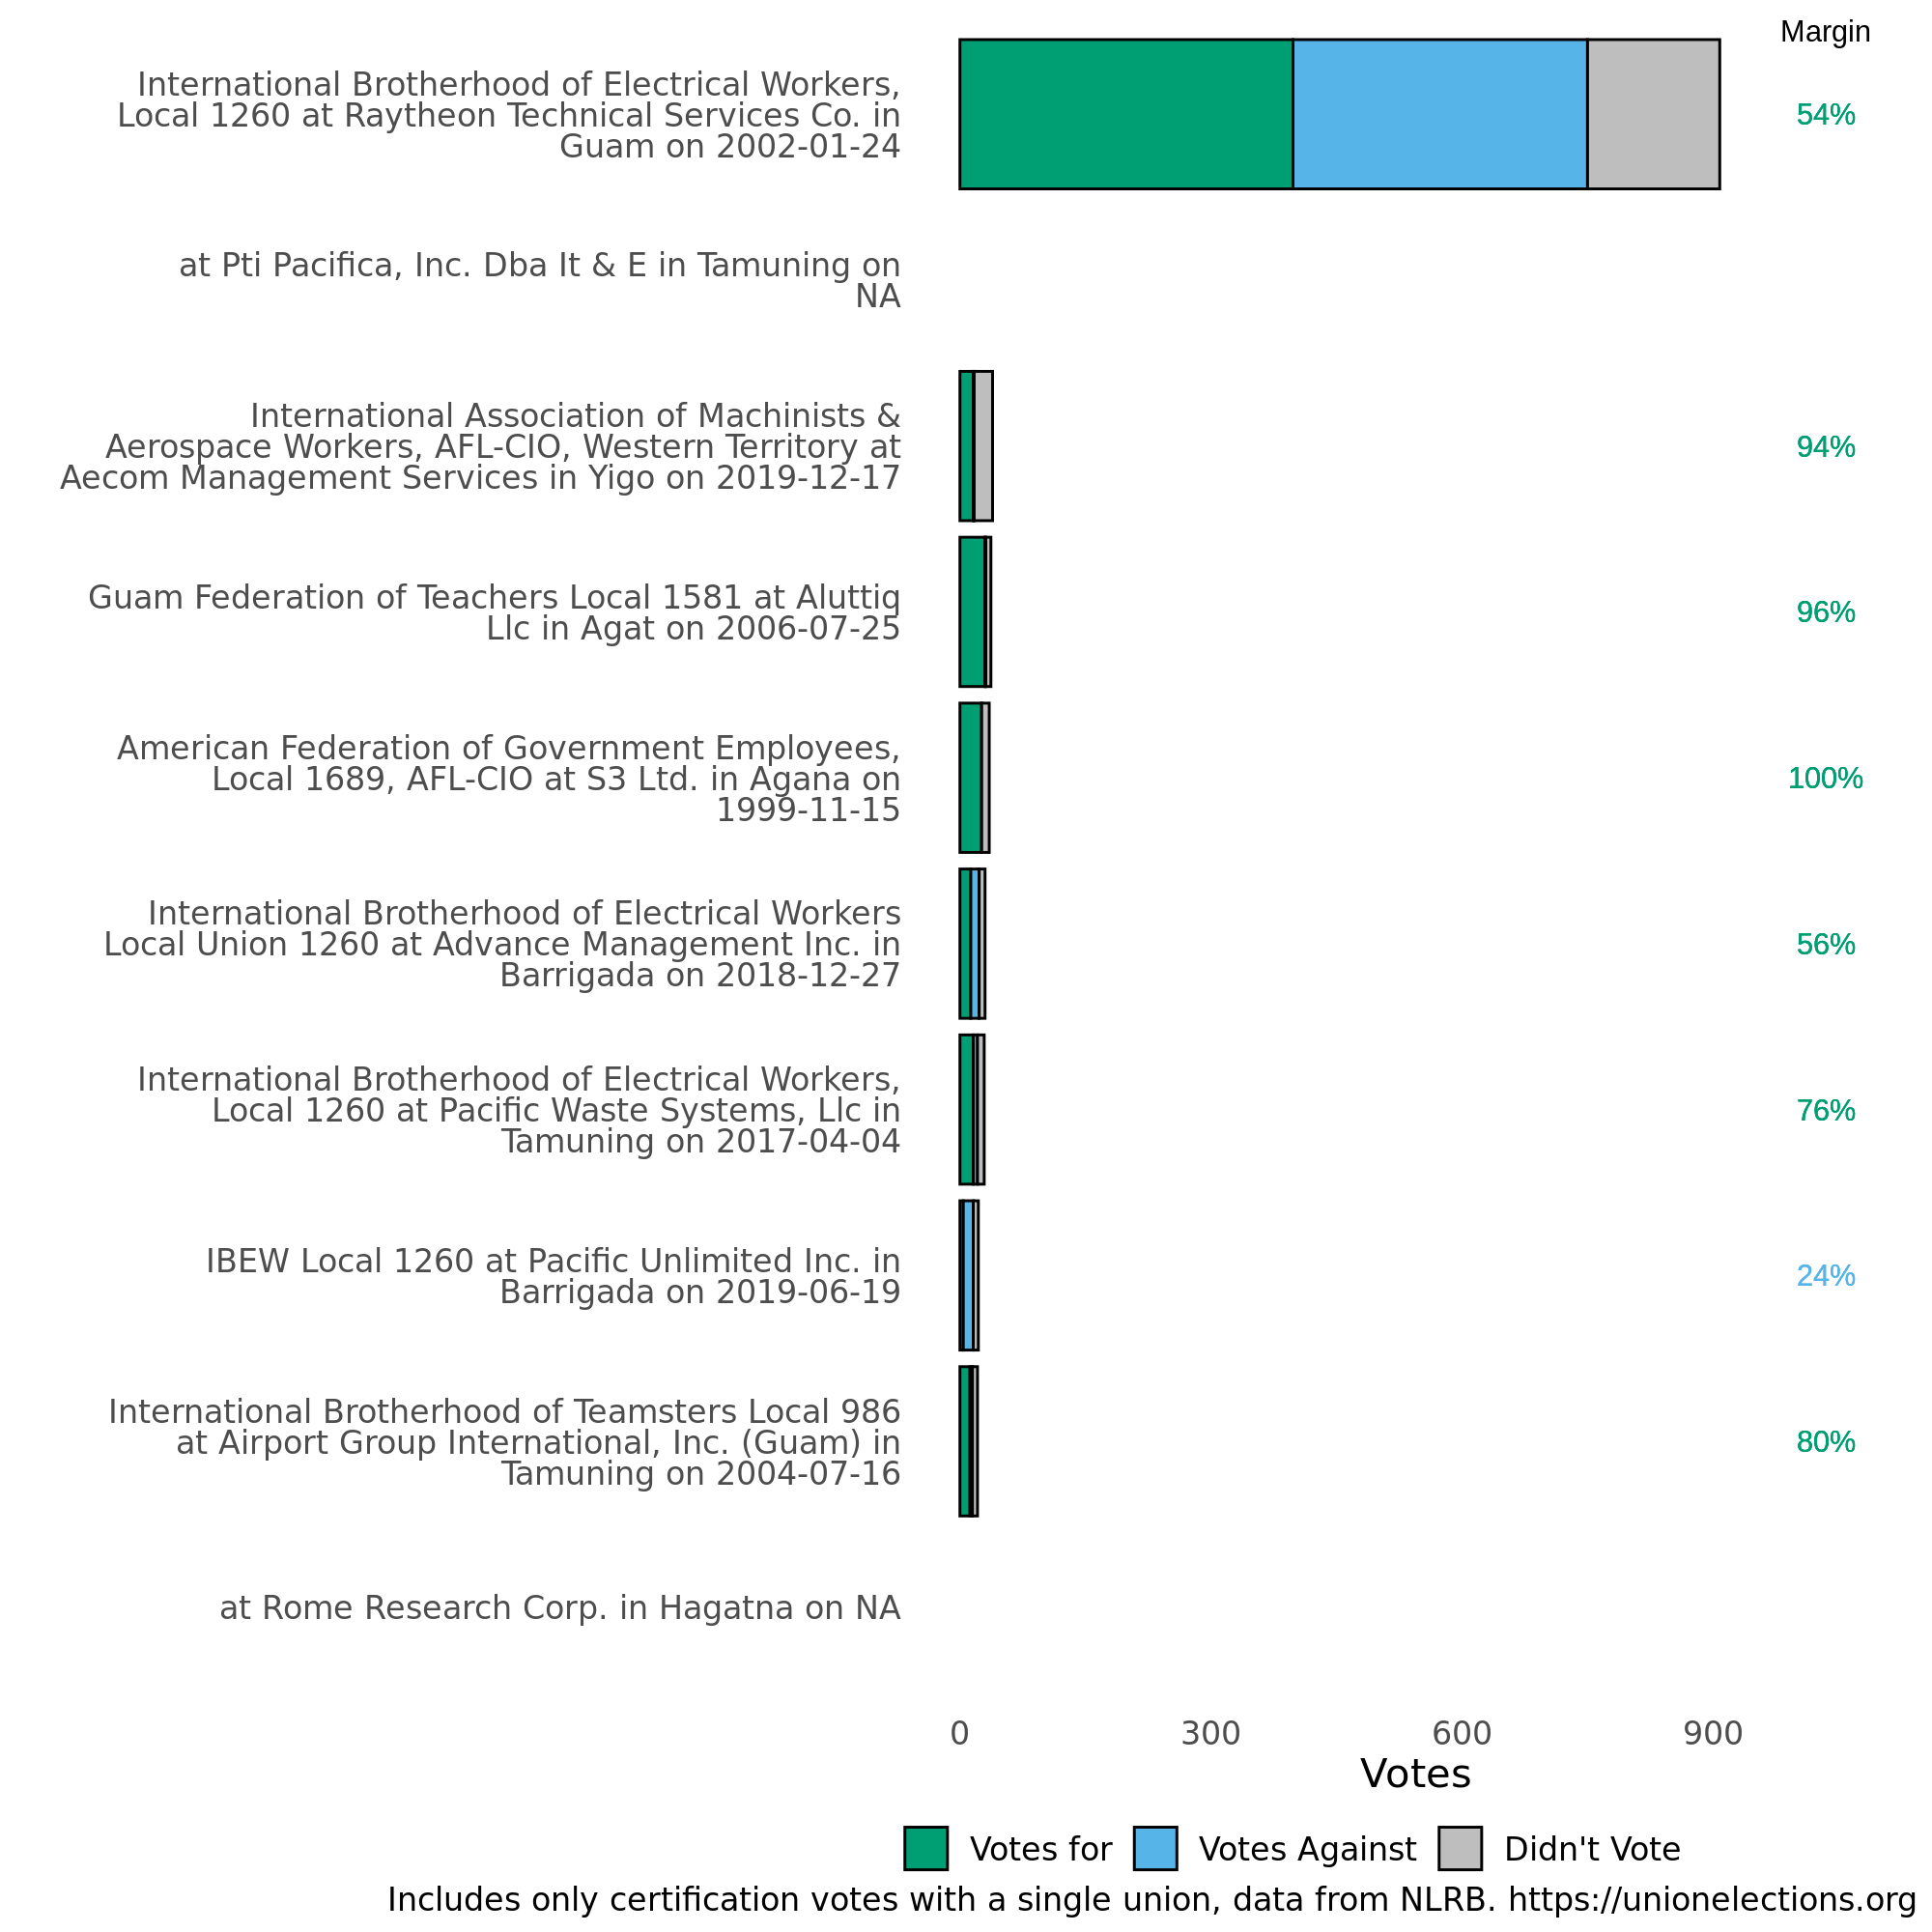 Margin
International Brotherhood of Electrical Workers,
Local 1260 at Raytheon Technical Services Co. in
Guam on 2002-01-24
54%
at Pti Pacifica, Inc. Dba It & E in Tamuning on
NA
International Association of Machinists &
Aerospace Workers, AFL-CIO, Western Territory at
Aecom Management Services in Yigo on 2019-12-17
94%
Guam Federation of Teachers Local 1581 at Aluttiq
Llc in Agat on 2006-07-25
96%
American Federation of Government Employees,
Local 1689, AFL-CIO at S3 Ltd. in Agana on
1999-11-15
100%
International Brotherhood of Electrical Workers
Local Union 1260 at Advance Management Inc. in
Barrigada on 2018-12-27
56%
International Brotherhood of Electrical Workers,
Local 1260 at Pacific Waste Systems, Llc in
Tamuning on 2017-04-04
76%
IBEW Local 1260 at Pacific Unlimited Inc. in
Barrigada on 2019-06-19
24%
International Brotherhood of Teamsters Local 986
at Airport Group International, Inc. (Guam) in
Tamuning on 2004-07-16
80%
at Rome Research Corp. in Hagatna on NA
0 300 600 900
Votes
Votes for Votes Against Didn't Vote
Includes only certification votes with a single union, data from NLRB. https://unionelections.org